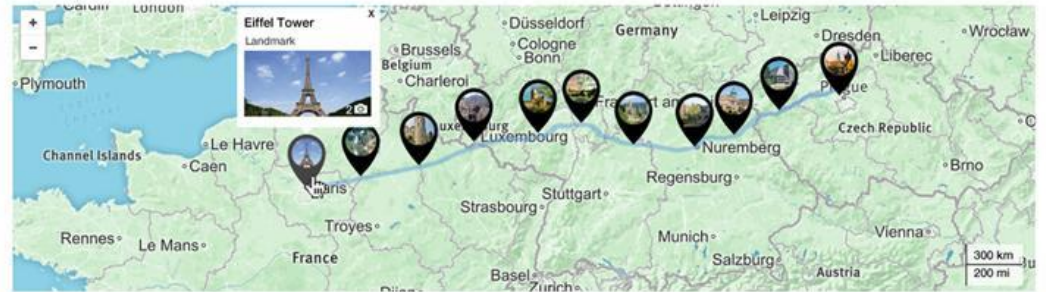 Cardiff
London
+
−
x
Eiffel Tower
Landmark
2
Leipzig
Düsseldorf
Germany
Dresden
Wrocław
Cologne
Brussels
Bonn
Liberec
Belgium
Charleroi
Plymouth
Prague
Luxembourg
Czech Republic
Luxembourg
Channel Islands
Le Havre
Nuremberg
Caen
Brno
Paris
Regensburg
Stuttgart
Strasbourg
Troyes
Rennes
Le Mans
Munich
Vienna
France
Salzburg
300 km
Basel
Austria
200 mi
Zurich